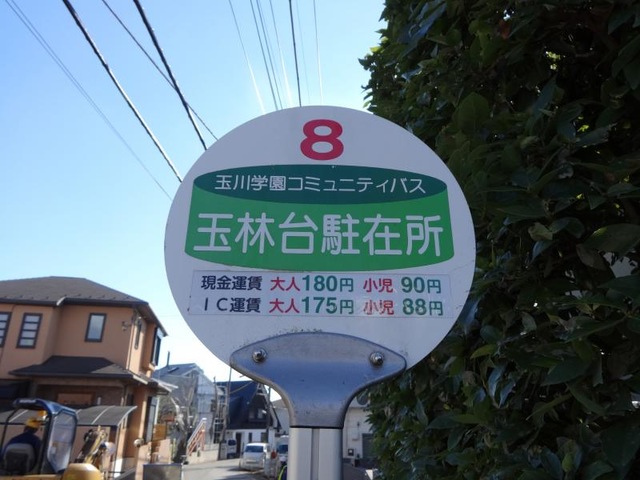 8
玉川学園コミュニティバス
玉林台駐在所
現金運賃 大人180円 小児 90円
IC運賃 大人175円 小児 88円